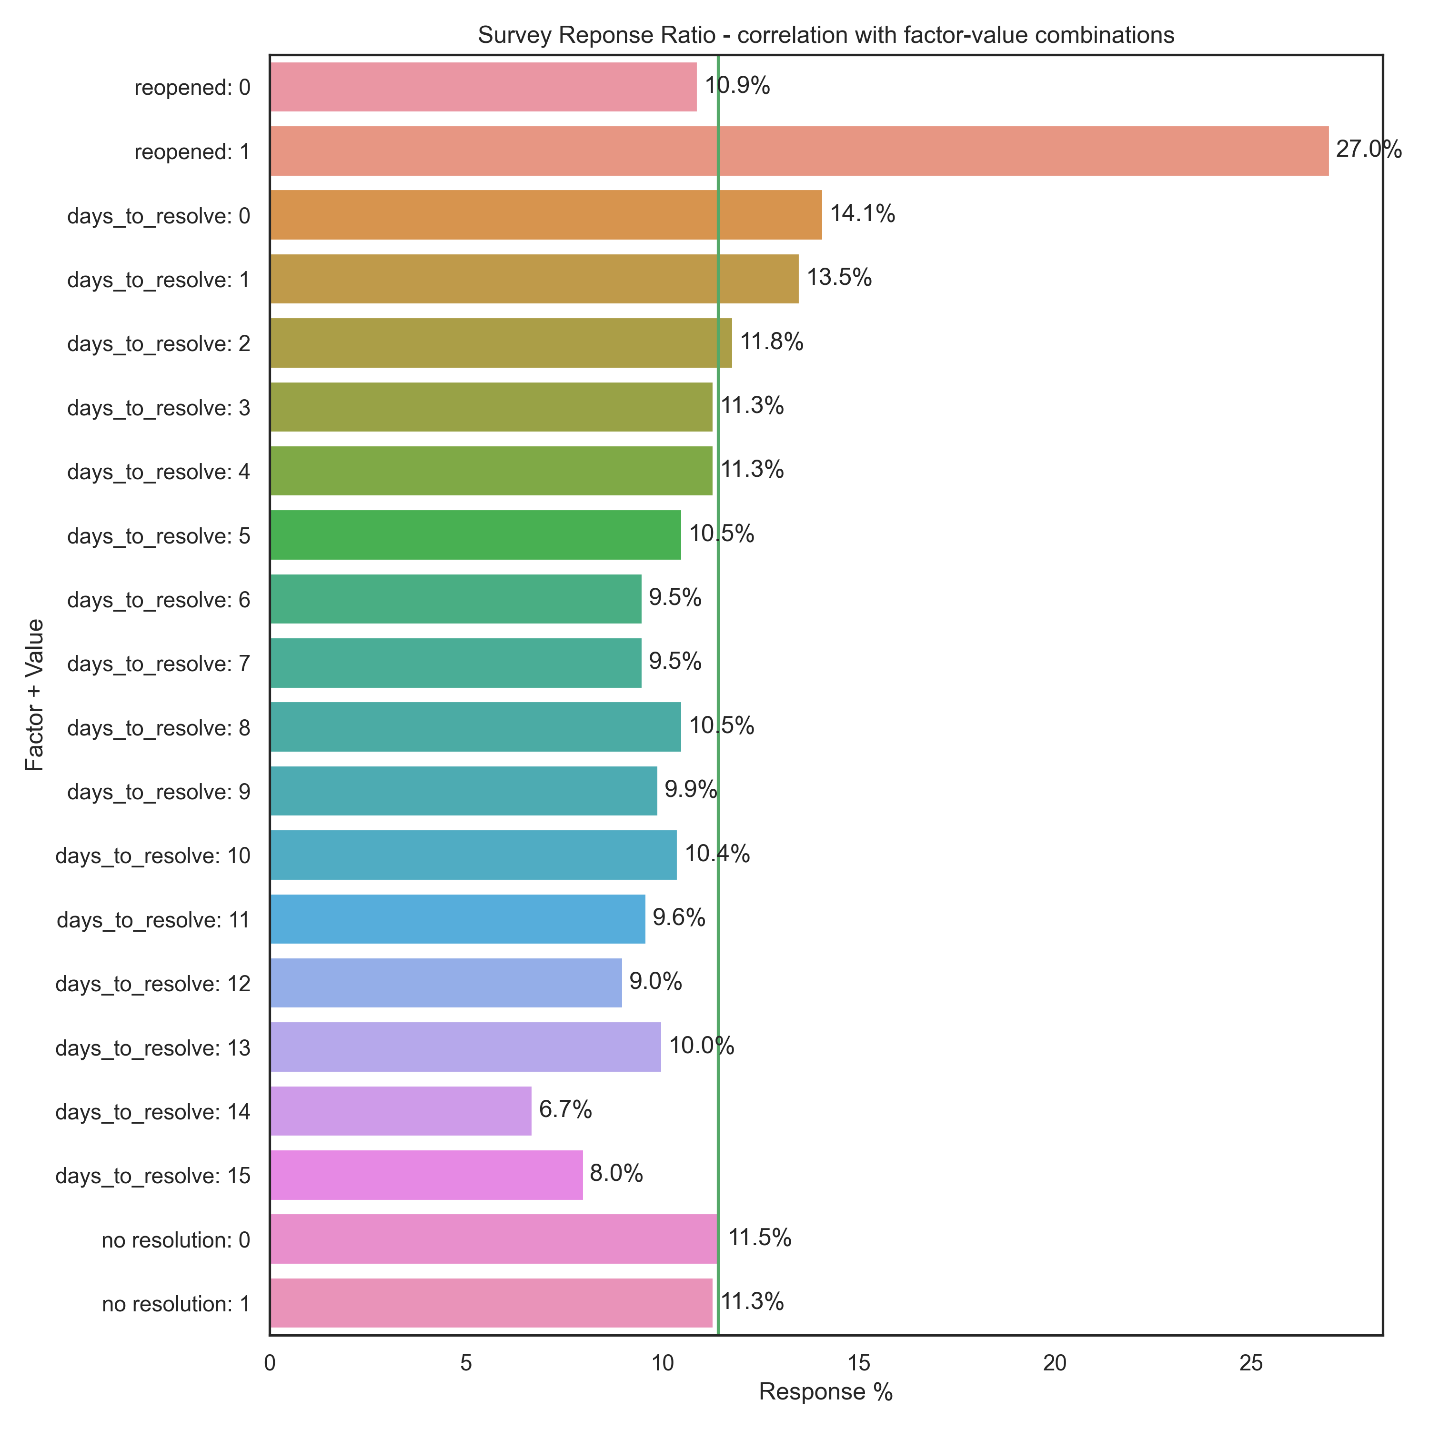 Survey Reponse Ratio - correlation with factor-value combinations
reopened: 0 10.9%
reopened: 1 27.0%
days_to_resolve: 0 14.1%
days_to_resolve: 1 13.5%
days_to_resolve: 2 11.8%
days_to_resolve: 3 11.3%
days_to_resolve: 4 11.3%
days_to_resolve: 5 10.5%
days_to_resolve: 6 9.5%
days_to_resolve: 7 9.5%
days_to_resolve: 8 10.5%
days_to_resolve: 9 9.9%
days_to_resolve: 10 10.4%
days_to_resolve: 11 9.6%
days_to_resolve: 12 9.0%
days_to_resolve: 13 10.0%
days_to_resolve: 14 6.7%
days_to_resolve: 15 8.0%
no resolution: 0 11.5%
no resolution: 1 11.3%
Factor + Value
0 5 10 15 20 25
Response %